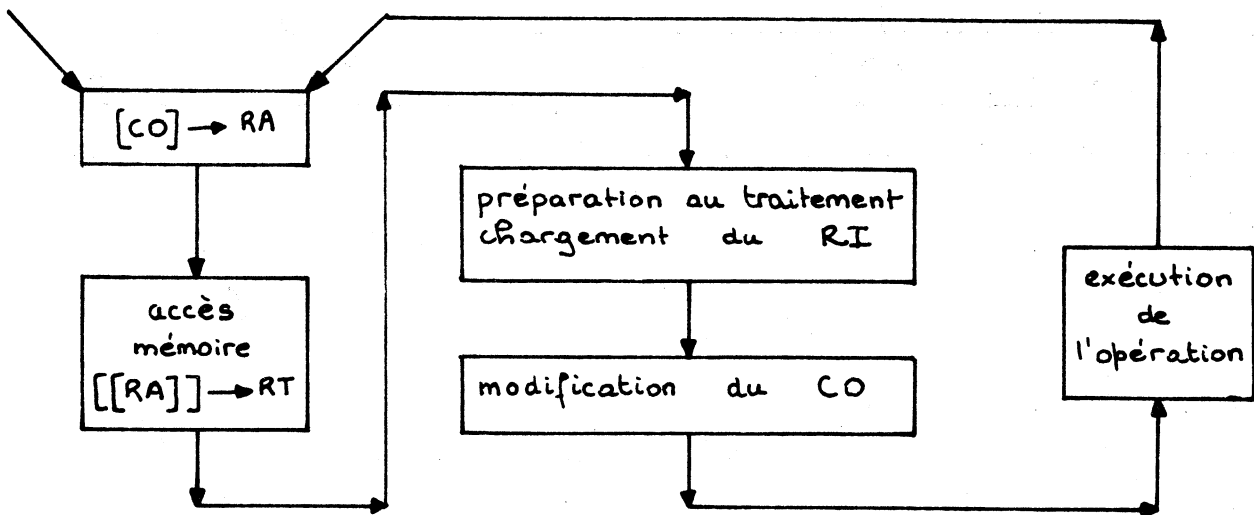 [CO] → RA
accès
mémoire
[[RA]] → RT
préparation au traitement
chargement du RI
modification du CO
exécution
de
l'opération